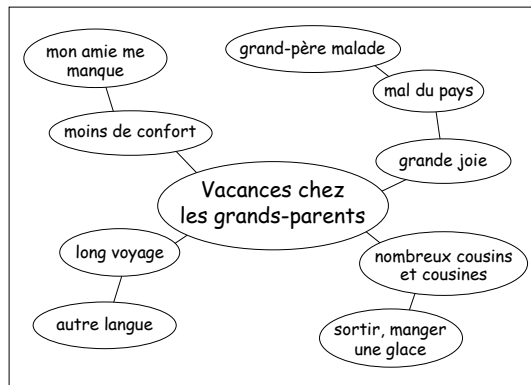 mon amie me
manque
grand-père malade
mal du pays
moins de confort
grande joie
Vacances chez
les grands-parents
long voyage
nombreux cousins
et cousines
autre langue
sortir, manger
une glace